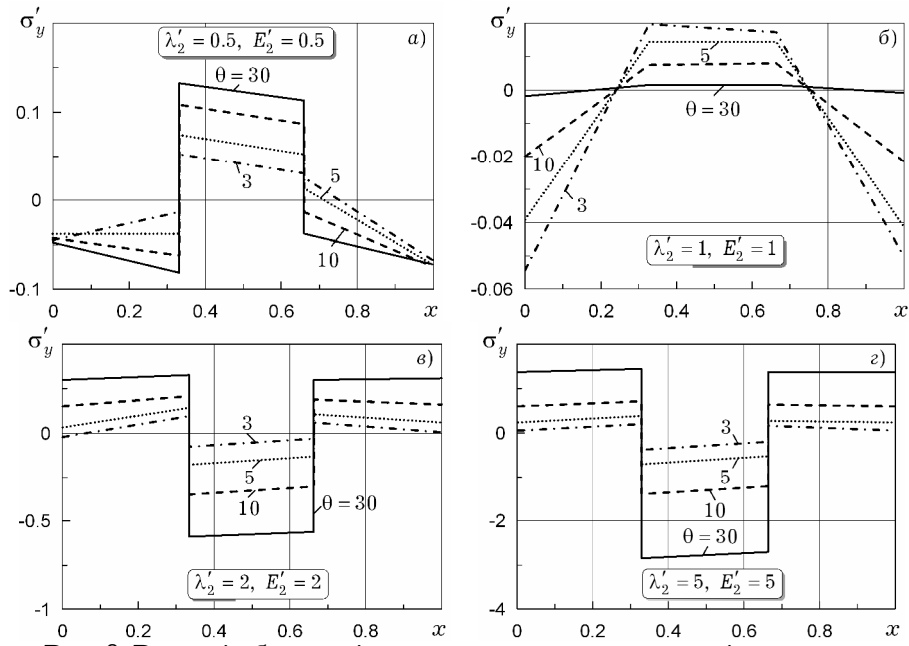 σ′y
λ′2 = 0.5, E′2 = 0.5
а)
θ = 30
5
3
10
0.1
0
-0.1
0 0.2 0.4 0.6 0.8 x
σ′y
б)
5
θ = 30
10
3
λ′2 = 1, E′2 = 1
0
-0.02
-0.04
-0.06
0 0.2 0.4 0.6 0.8 x
σ′y
в)
3
5
10
θ = 30
λ′2 = 2, E′2 = 2
0
-0.5
-1
0 0.2 0.4 0.6 0.8 x
σ′y
г)
3
5
10
θ = 30
λ′2 = 5, E′2 = 5
0
-2
-4
0 0.2 0.4 0.6 0.8 x